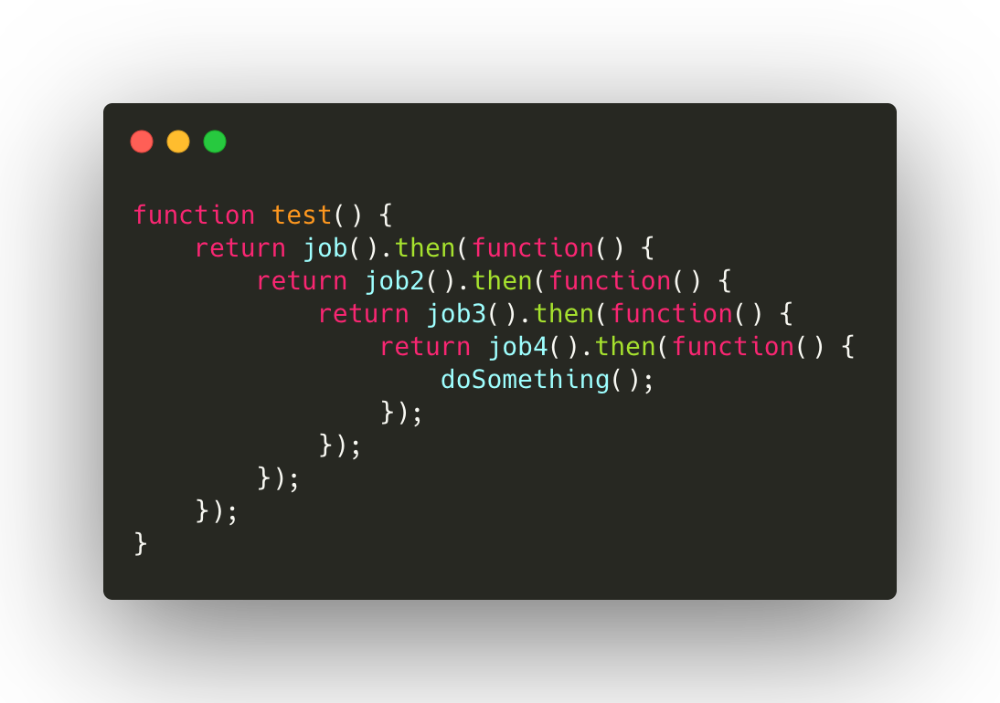 function test() {
    return job().then(function() {
        return job2().then(function() {
            return job3().then(function() {
                return job4().then(function() {
                    doSomething();
                });
            });
        });
    });
}